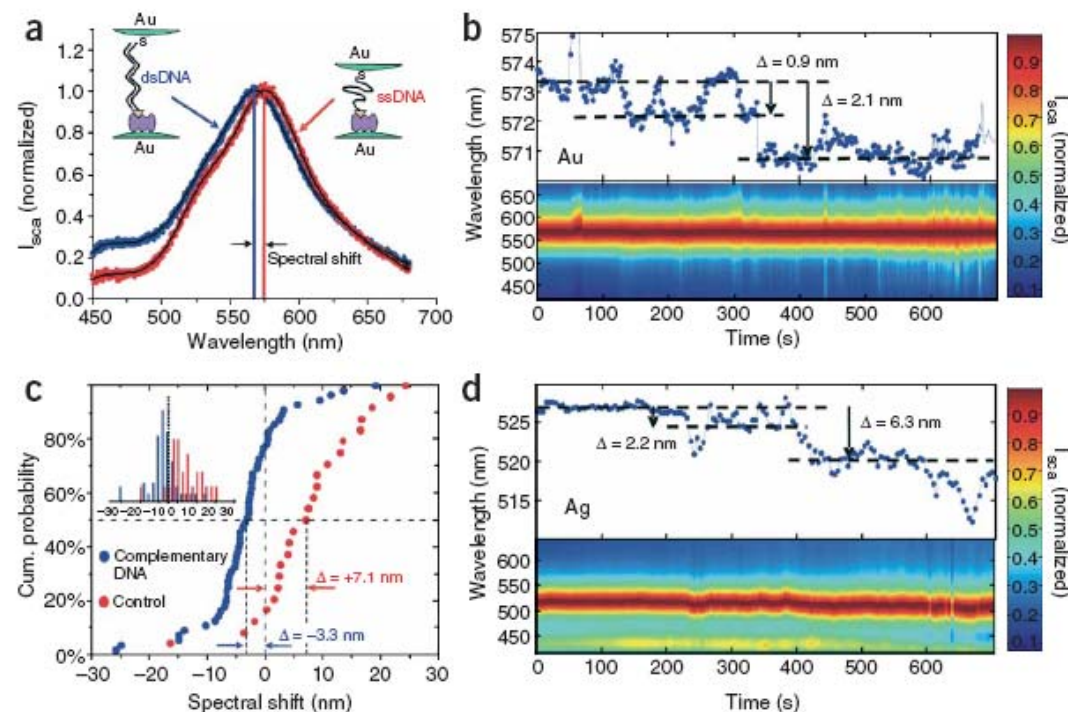 a
Au
s
dsDNA
Au
Au
s
ssDNA
Au
Spectral shift
I sca (normalized)
1.2
1.0
0.8
0.6
0.4
0.2
0.0
450 500 550 600 650 700
Wavelength (nm)
b
575
574
573
572
571
Δ = 0.9 nm
Δ = 2.1 nm
Au
Wavelength (nm)
650
600
550
500
450
0 100 200 300 400 500 600
Time (s)
0.9
0.8
0.7
0.6
0.5
0.4
0.3
0.2
0.1
I sca (normalized)
c
Cum. probability
80%
60%
40%
20%
0%
−30 −20 −10 0 10 20 30
Complementary
DNA
Control
Δ = +7.1 nm
Δ = −3.3 nm
−30 −20 −10 0 10 20 30
Spectral shift (nm)
d
525
520
515
Δ = 2.2 nm
Δ = 6.3 nm
Ag
Wavelength (nm)
600
550
500
450
0 100 200 300 400 500 600
Time (s)
0.9
0.8
0.7
0.6
0.5
0.4
0.3
0.2
0.1
I sca (normalized)